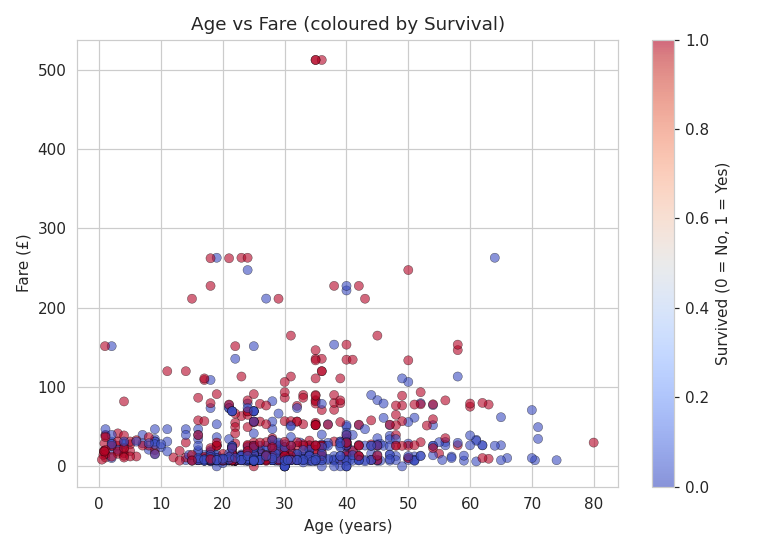 Age vs Fare (coloured by Survival)
500
400
300
200
100
0
Fare (£)
0 10 20 30 40 50 60 70 80
Age (years)
1.0
0.8
0.6
0.4
0.2
0.0
Survived (0 = No, 1 = Yes)